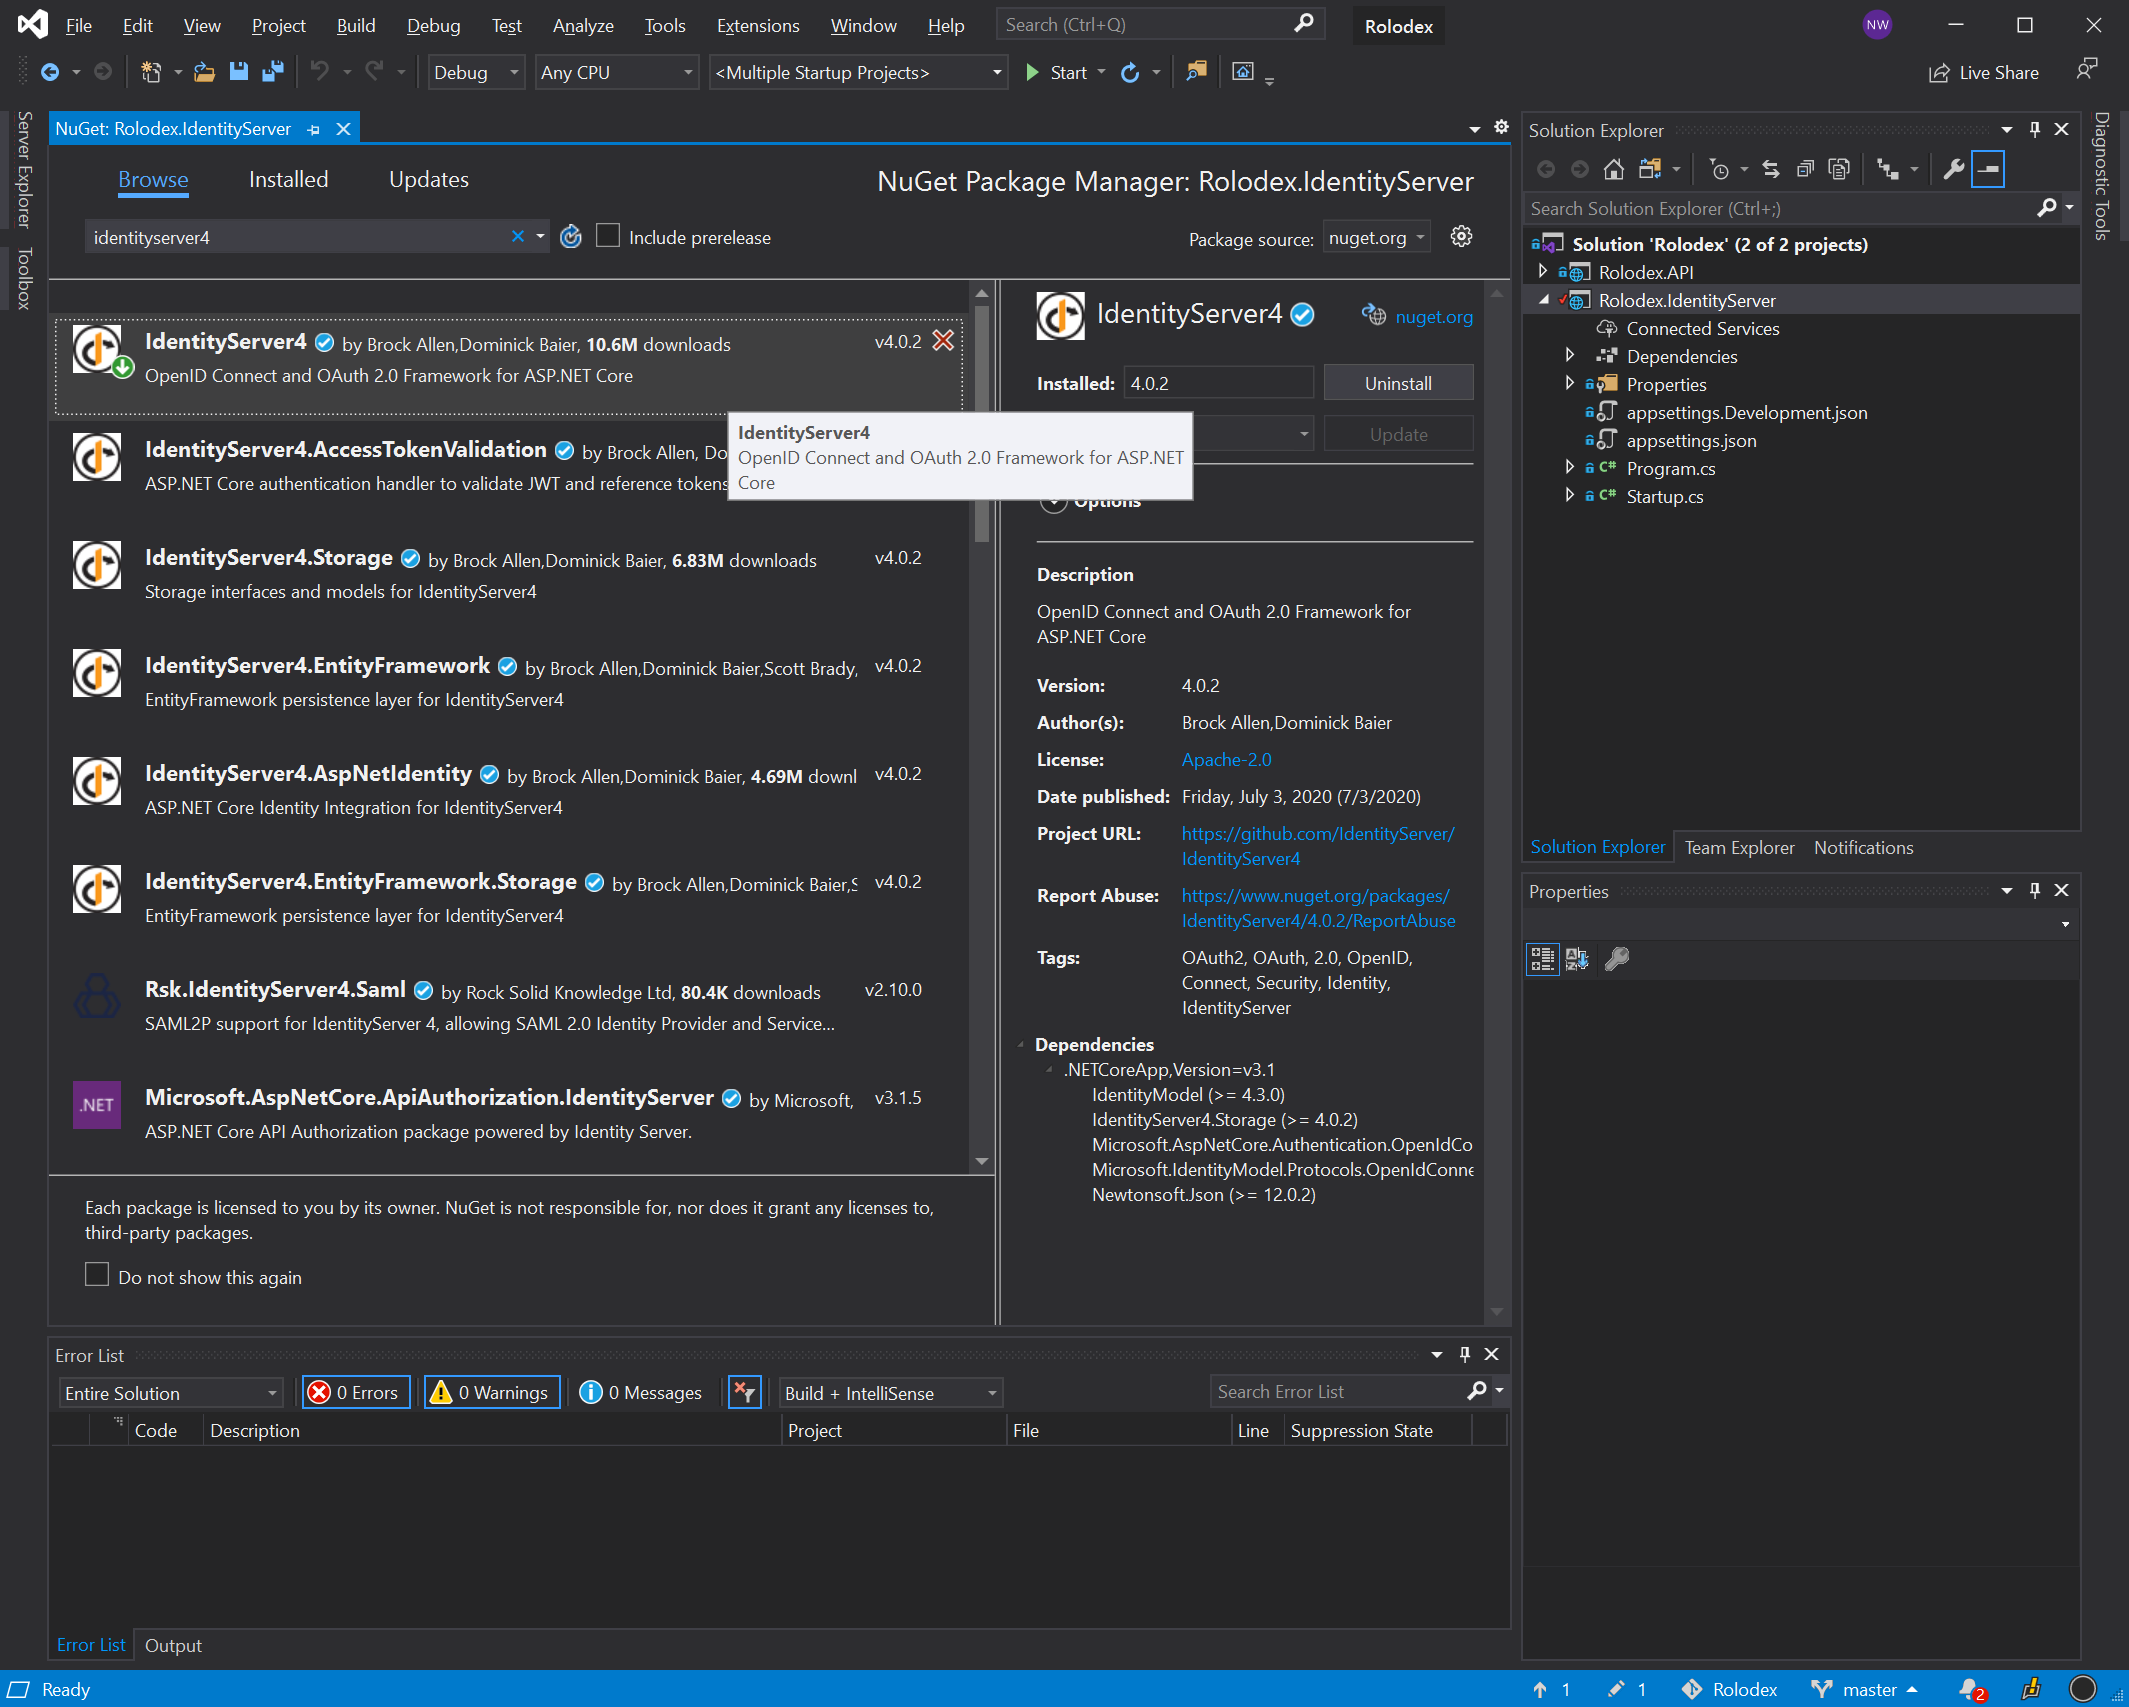 File Edit View Project Build Debug Test Analyze Tools Extensions Window Help Search (Ctrl+Q) Rolodex NW
Debug Any CPU <Multiple Startup Projects> Start Live Share
Server Explorer
Toolbox
NuGet: Rolodex.IdentityServer
Browse Installed Updates NuGet Package Manager: Rolodex.IdentityServer
identityserver4 Include prerelease Package source: nuget.org
IdentityServer4 by Brock Allen,Dominick Baier, 10.6M downloads v4.0.2
OpenID Connect and OAuth 2.0 Framework for ASP.NET Core
IdentityServer4.AccessTokenValidation by Brock Allen, Do
ASP.NET Core authentication handler to validate JWT and reference tokens
IdentityServer4.Storage by Brock Allen,Dominick Baier, 6.83M downloads v4.0.2
Storage interfaces and models for IdentityServer4
IdentityServer4.EntityFramework by Brock Allen,Dominick Baier,Scott Brady, v4.0.2
EntityFramework persistence layer for IdentityServer4
IdentityServer4.AspNetIdentity by Brock Allen,Dominick Baier, 4.69M downl v4.0.2
ASP.NET Core Identity Integration for IdentityServer4
IdentityServer4.EntityFramework.Storage by Brock Allen,Dominick Baier,S v4.0.2
EntityFramework persistence layer for IdentityServer4
Rsk.IdentityServer4.Saml by Rock Solid Knowledge Ltd, 80.4K downloads v2.10.0
SAML2P support for IdentityServer 4, allowing SAML 2.0 Identity Provider and Service...
.NET
Microsoft.AspNetCore.ApiAuthorization.IdentityServer by Microsoft, v3.1.5
ASP.NET Core API Authorization package powered by Identity Server.
Each package is licensed to you by its owner. NuGet is not responsible for, nor does it grant any licenses to,
third-party packages.
Do not show this again
IdentityServer4
OpenID Connect and OAuth 2.0 Framework for ASP.NET
Core
IdentityServer4 nuget.org
Installed: 4.0.2 Uninstall
Update
Options
Description
OpenID Connect and OAuth 2.0 Framework for
ASP.NET Core
Version: 4.0.2
Author(s): Brock Allen,Dominick Baier
License: Apache-2.0
Date published: Friday, July 3, 2020 (7/3/2020)
Project URL: https://github.com/IdentityServer/
IdentityServer4
Report Abuse: https://www.nuget.org/packages/
IdentityServer4/4.0.2/ReportAbuse
Tags: OAuth2, OAuth, 2.0, OpenID,
Connect, Security, Identity,
IdentityServer
Dependencies
.NETCoreApp,Version=v3.1
IdentityModel (>= 4.3.0)
IdentityServer4.Storage (>= 4.0.2)
Microsoft.AspNetCore.Authentication.OpenIdCo
Microsoft.IdentityModel.Protocols.OpenIdConne
Newtonsoft.Json (>= 12.0.2)
Solution Explorer
Search Solution Explorer (Ctrl+;)
Solution 'Rolodex' (2 of 2 projects)
Rolodex.API
Rolodex.IdentityServer
Connected Services
Dependencies
Properties
appsettings.Development.json
appsettings.json
C# Program.cs
C# Startup.cs
Solution Explorer Team Explorer Notifications
Properties
Diagnostic Tools
Error List
Entire Solution 0 Errors 0 Warnings 0 Messages Build + IntelliSense Search Error List
Code Description Project File Line Suppression State
Error List Output
Ready 1 1 Rolodex master 2